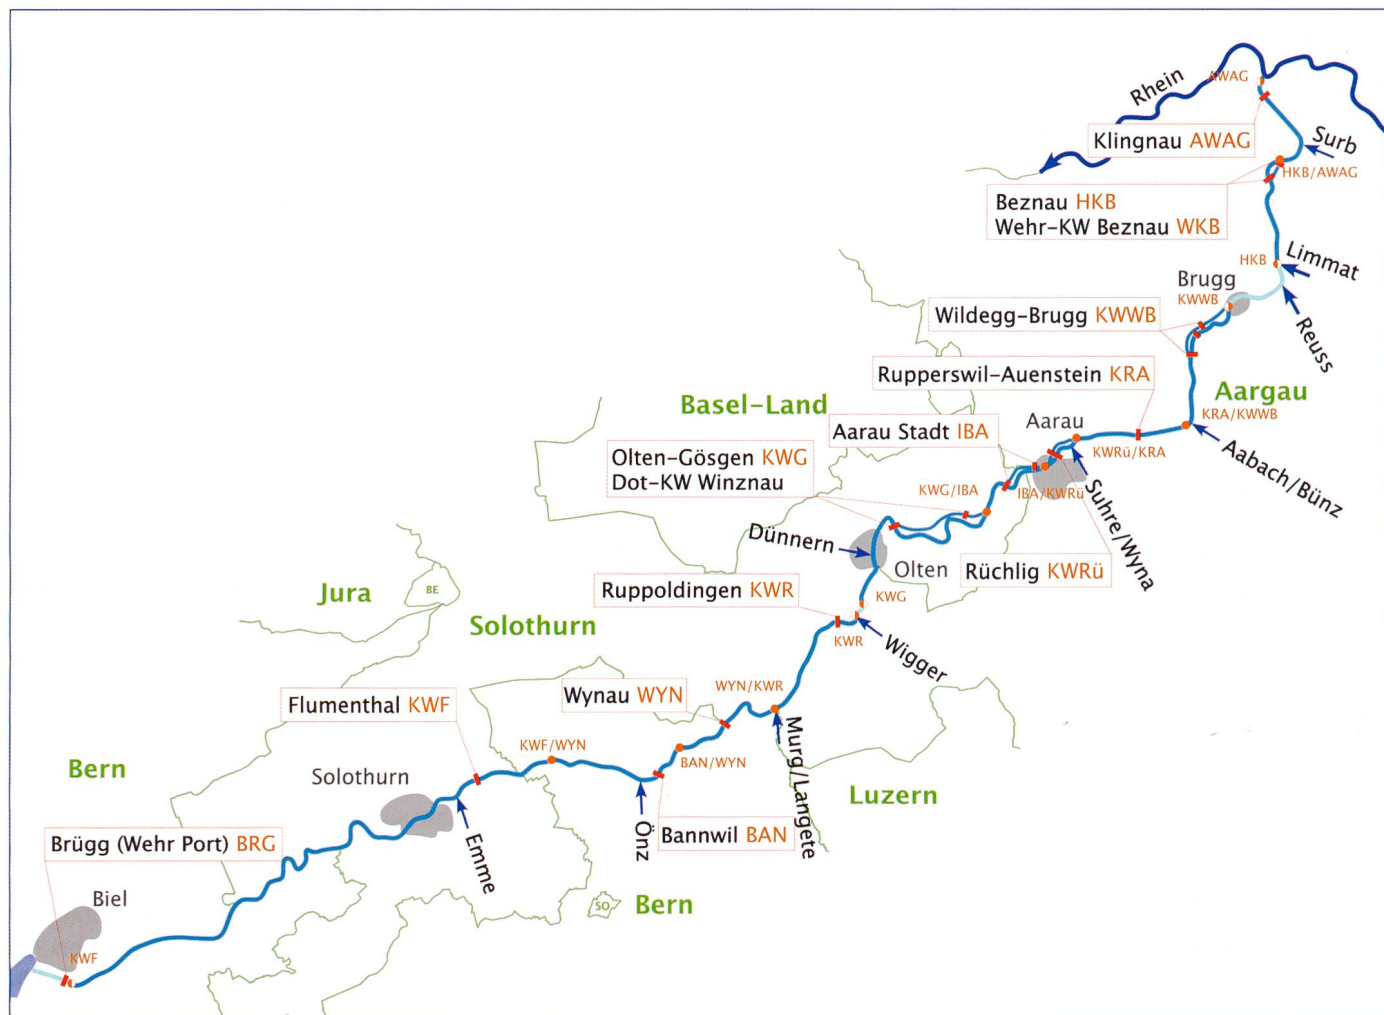 AWAG
Rhein
Klingnau AWAG
Surb
HKB/AWAG
Beznau HKB
Wehr-KW Beznau WKB
HKB
Limmat
Brugg
KWWB
Wildegg-Brugg KWWB
Reuss
Rupperswil-Auenstein KRA
Aargau
Basel-Land
KRA/KWWB
Aarau Stadt IBA
Aarau
KWRü/KRA
Aabach/Bünz
Olten-Gösgen KWG
Dot-KW Winznau
KWG/IBA
IBA/KWRü
Suhre/Wyna
Dünnern
Olten
Rüchlig KWRü
Jura
BE
Ruppoldingen KWR
KWG
Solothurn
KWR
Wigger
WYN/KWR
Wynau WYN
Flumenthal KWF
KWF/WYN
BAN/WYN
Murg/Langete
Bern
Solothurn
Luzern
Brügg (Wehr Port) BRG
Emme
Önz
Bannwil BAN
Biel
SO
Bern
KWF